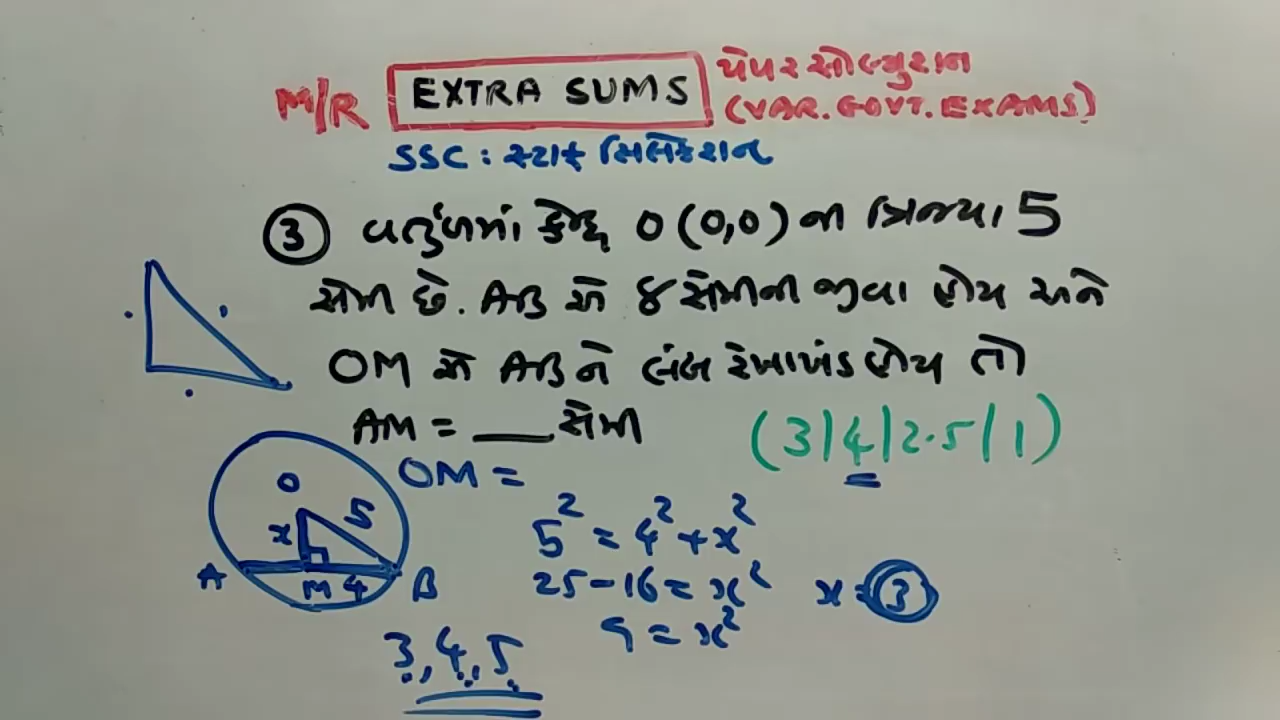 M/R EXTRA SUMS પેપર સોલ્યુશન
(VAR. GOVT. EXAMS)
SSC : સ્ટાફ સિલેકશન
③ વર્તુળમાં કેન્દ્ર O (0,0) ના ત્રિજ્યા 5
સેમી છે. AB એ 8 સેમીની જીવા હોય અને
OM એ AB ને લંબ રેખાખંડ હોય તો
AM = ___ સેમી (3/4/2.5/1)
OM =
O
x 5
A M 4 B
5² = 4² + x²
25 - 16 = x² x = 3
9 = x²
3, 4, 5